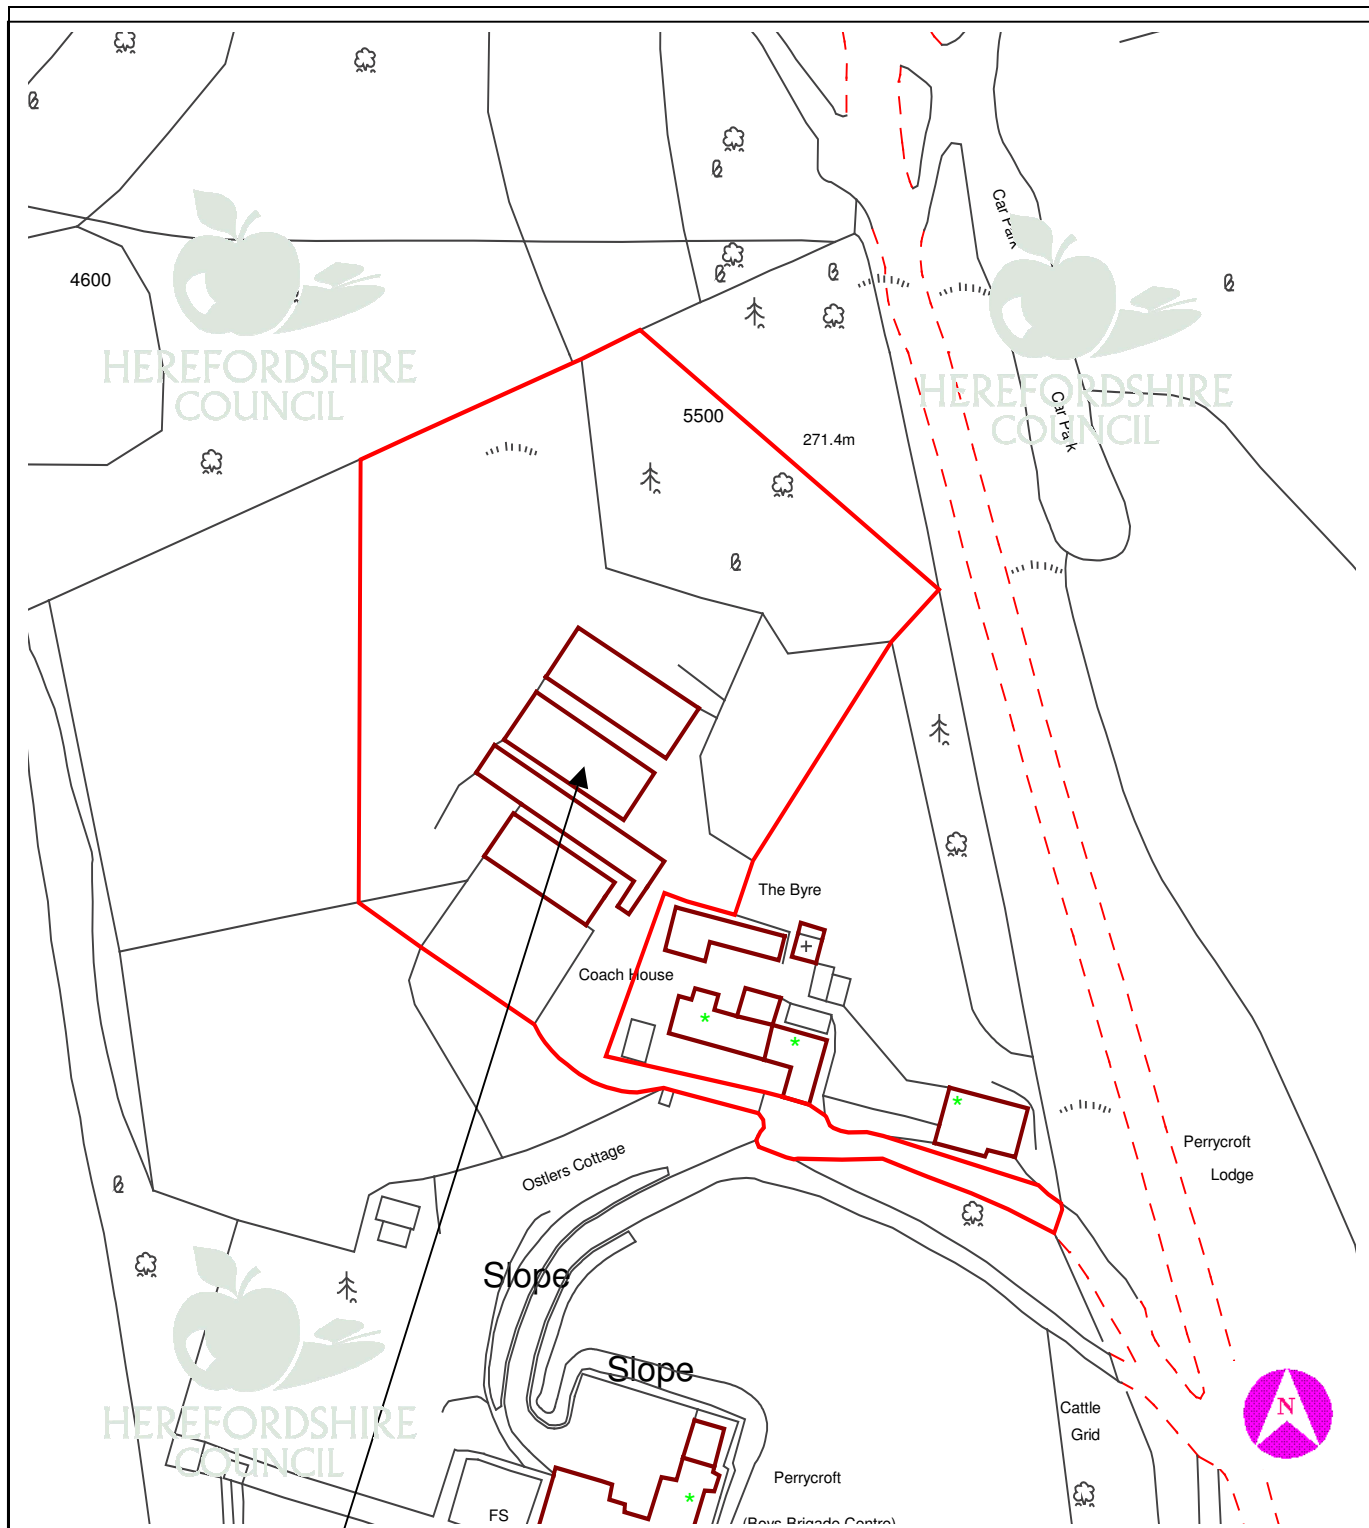 Car Park
4600
HEREFORDSHIRE
COUNCIL
HEREFORDSHIRE
COUNCIL
Car Park
5500
271.4m
The Byre
Coach House
Perrycroft
Lodge
Ostlers Cottage
Slope
Slope
HEREFORDSHIRE
COUNCIL
N
Cattle
Grid
Perrycroft
FS
(Boys Brigade Centre)